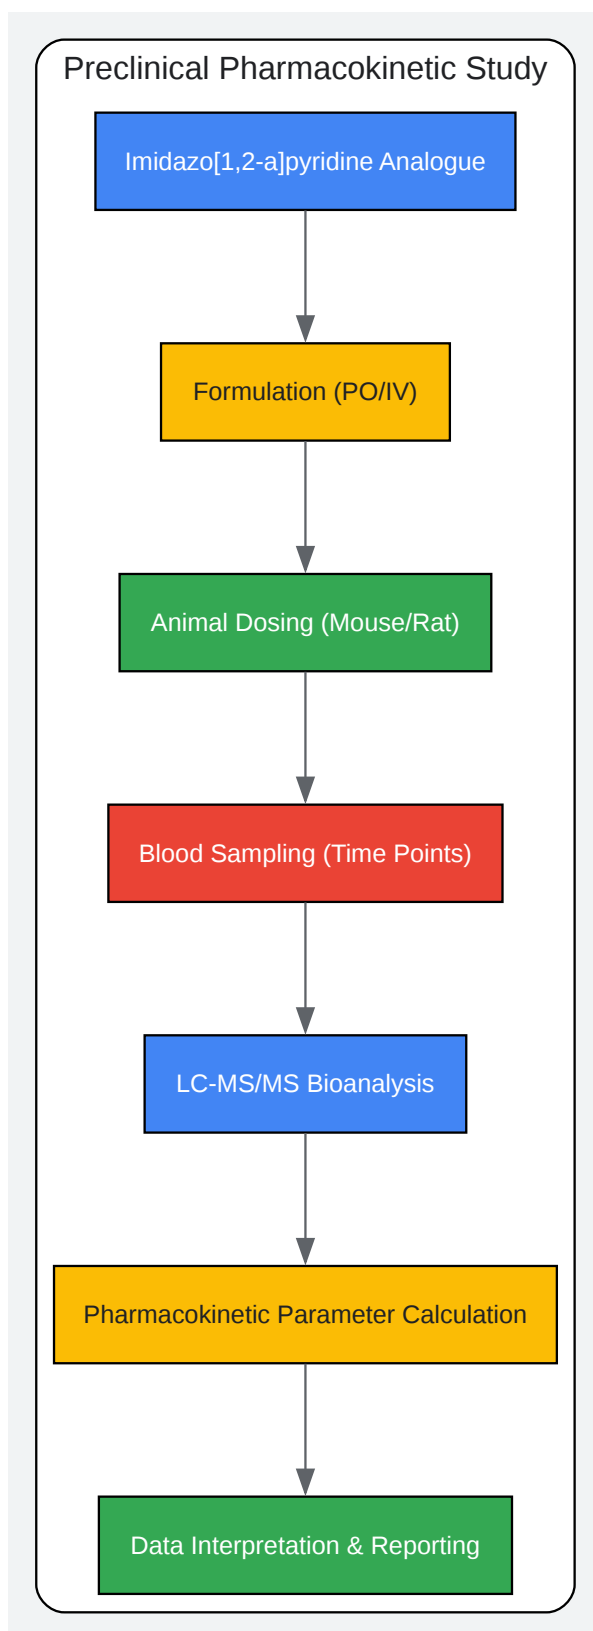 Preclinical Pharmacokinetic Study
Imidazo[1,2-a]pyridine Analogue
Formulation (PO/IV)
Animal Dosing (Mouse/Rat)
Blood Sampling (Time Points)
LC-MS/MS Bioanalysis
Pharmacokinetic Parameter Calculation
Data Interpretation & Reporting